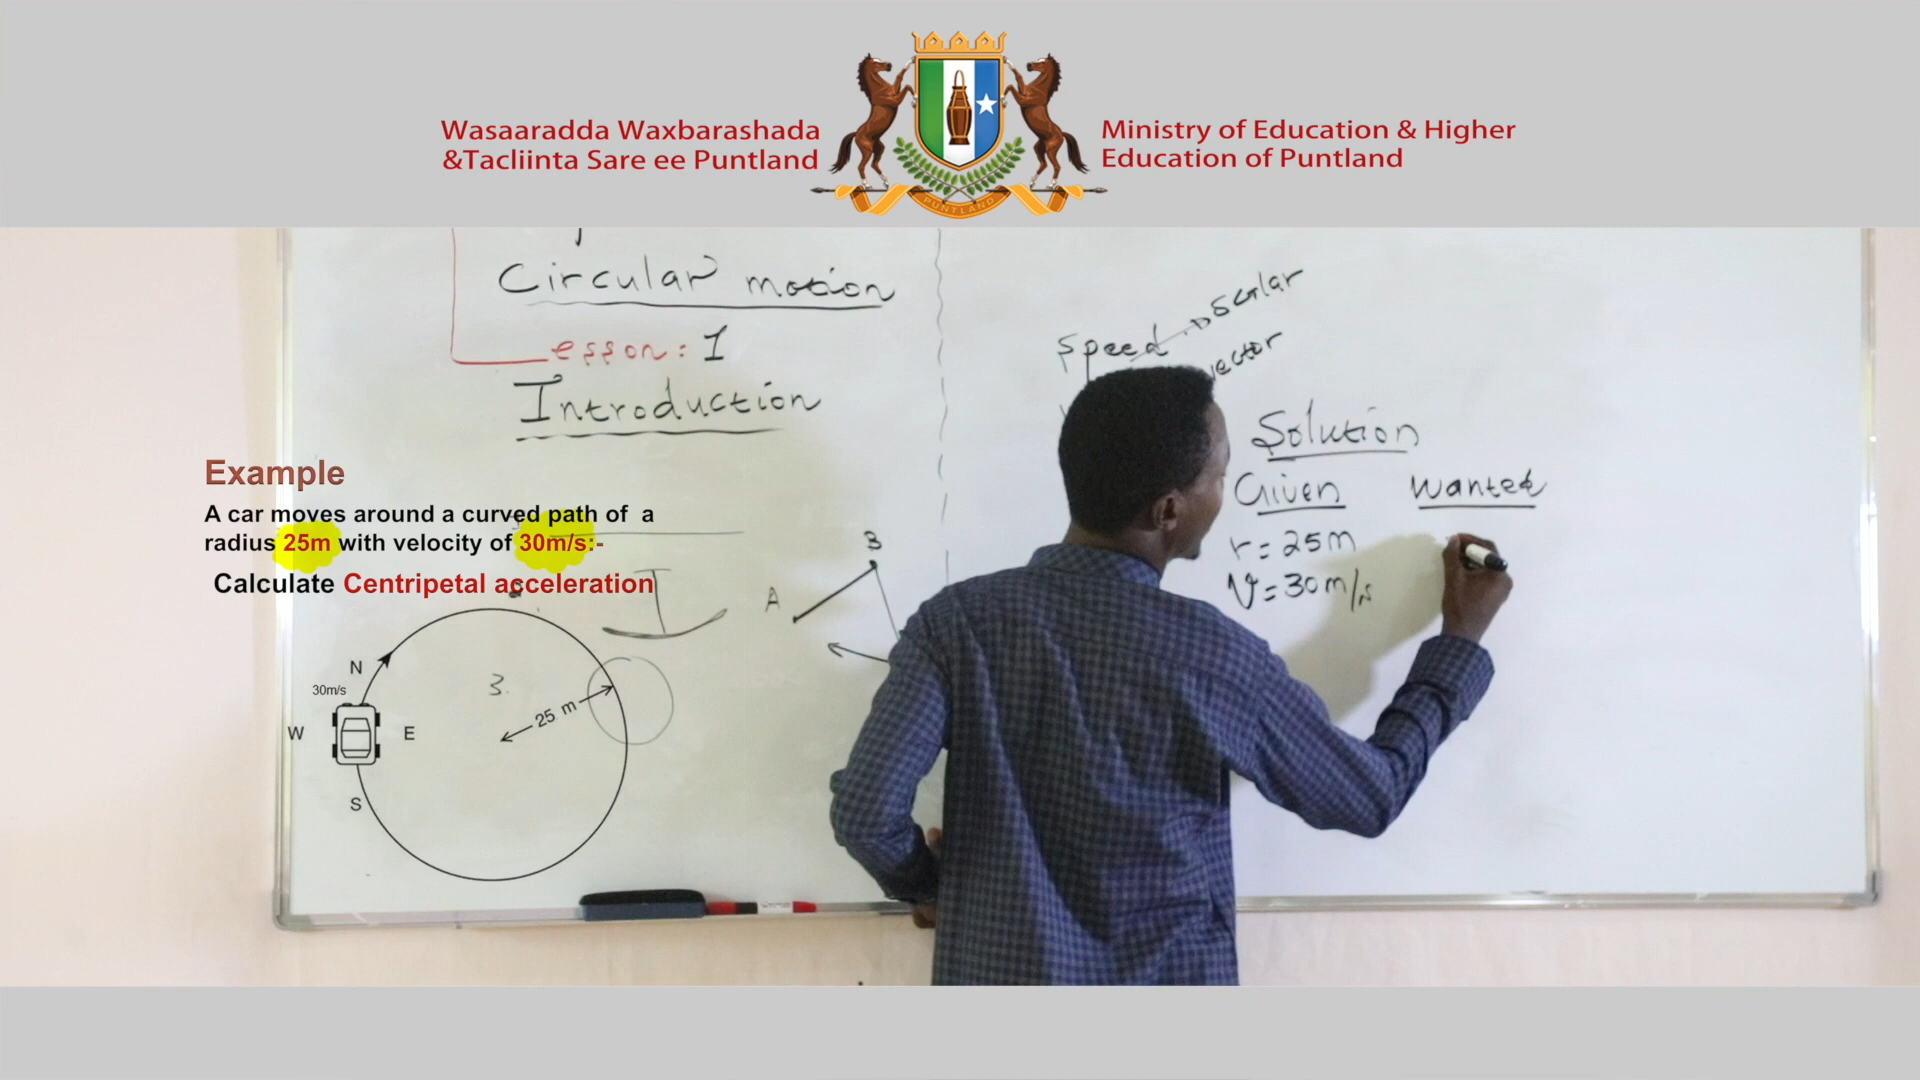 Wasaaradda Waxbarashada
&Tacliinta Sare ee Puntland
PUNTLAND
Ministry of Education & Higher
Education of Puntland
Circular motion
esson: 1
Introduction
Speed scalar
vector
Example
A car moves around a curved path of a
radius 25m with velocity of 30m/s:-
Calculate Centripetal acceleration
N
30m/s
W
E
S
3.
25 m
A
B
Solution
Given Wanted
r = 25m
V = 30m/s